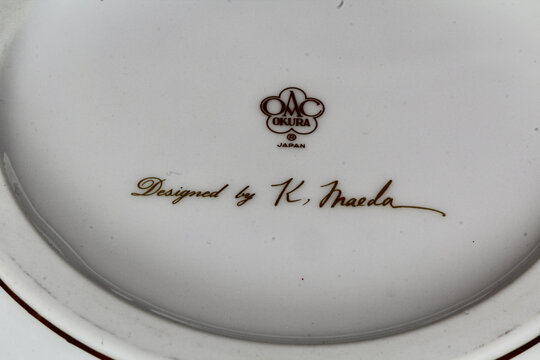 OAC
OKURA
®
JAPAN
Designed by K, Maeda